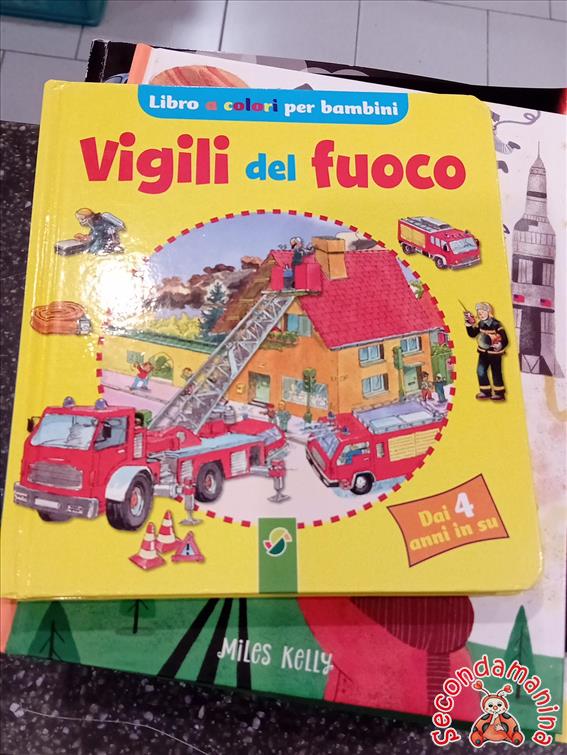 Libro a colori per bambini
Vigili del fuoco
Dai 4
anni in su
Miles Kelly
Secondamanina